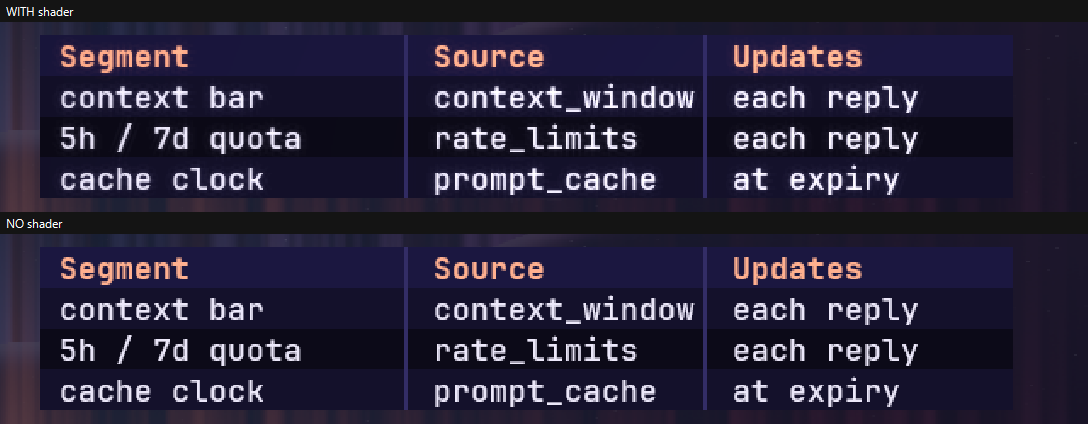 WITH shader
Segment Source Updates
context bar context_window each reply
5h / 7d quota rate_limits each reply
cache clock prompt_cache at expiry
NO shader
Segment Source Updates
context bar context_window each reply
5h / 7d quota rate_limits each reply
cache clock prompt_cache at expiry